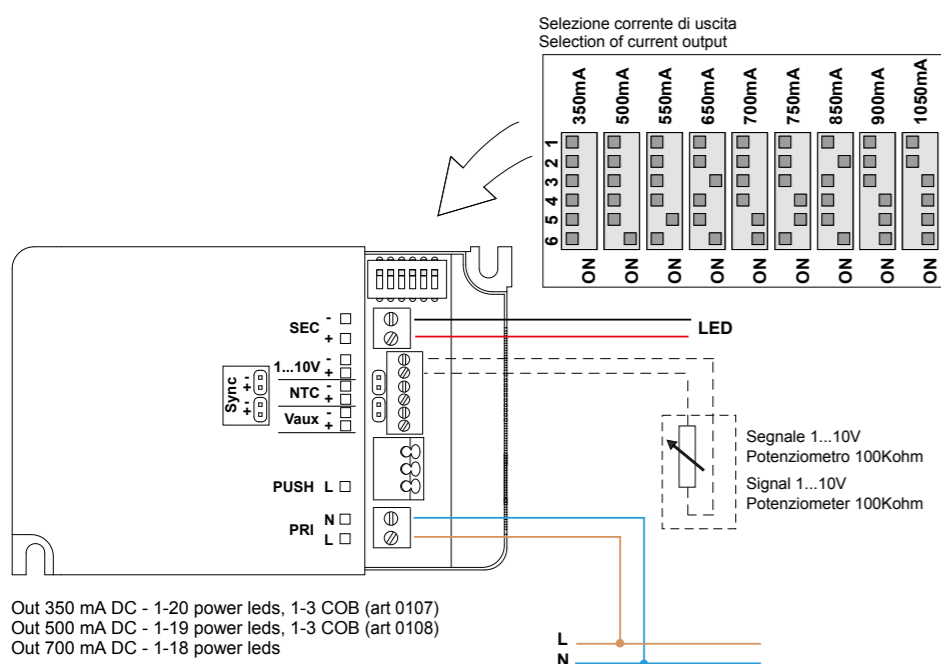 Selezione corrente di uscita
Selection of current output
350mA 500mA 550mA 650mA 700mA 750mA 850mA 900mA 1050mA
1
2
3
4
5
6
ON ON ON ON ON ON ON ON ON
SEC - +
LED
1...10V - +
NTC - +
Vaux - +
Sync + - + -
Segnale 1...10V
Potenziometro 100Kohm
Signal 1...10V
Potenziometer 100Kohm
PUSH L
PRI N L
Out 350 mA DC - 1-20 power leds, 1-3 COB (art 0107)
Out 500 mA DC - 1-19 power leds, 1-3 COB (art 0108)
Out 700 mA DC - 1-18 power leds
L
N